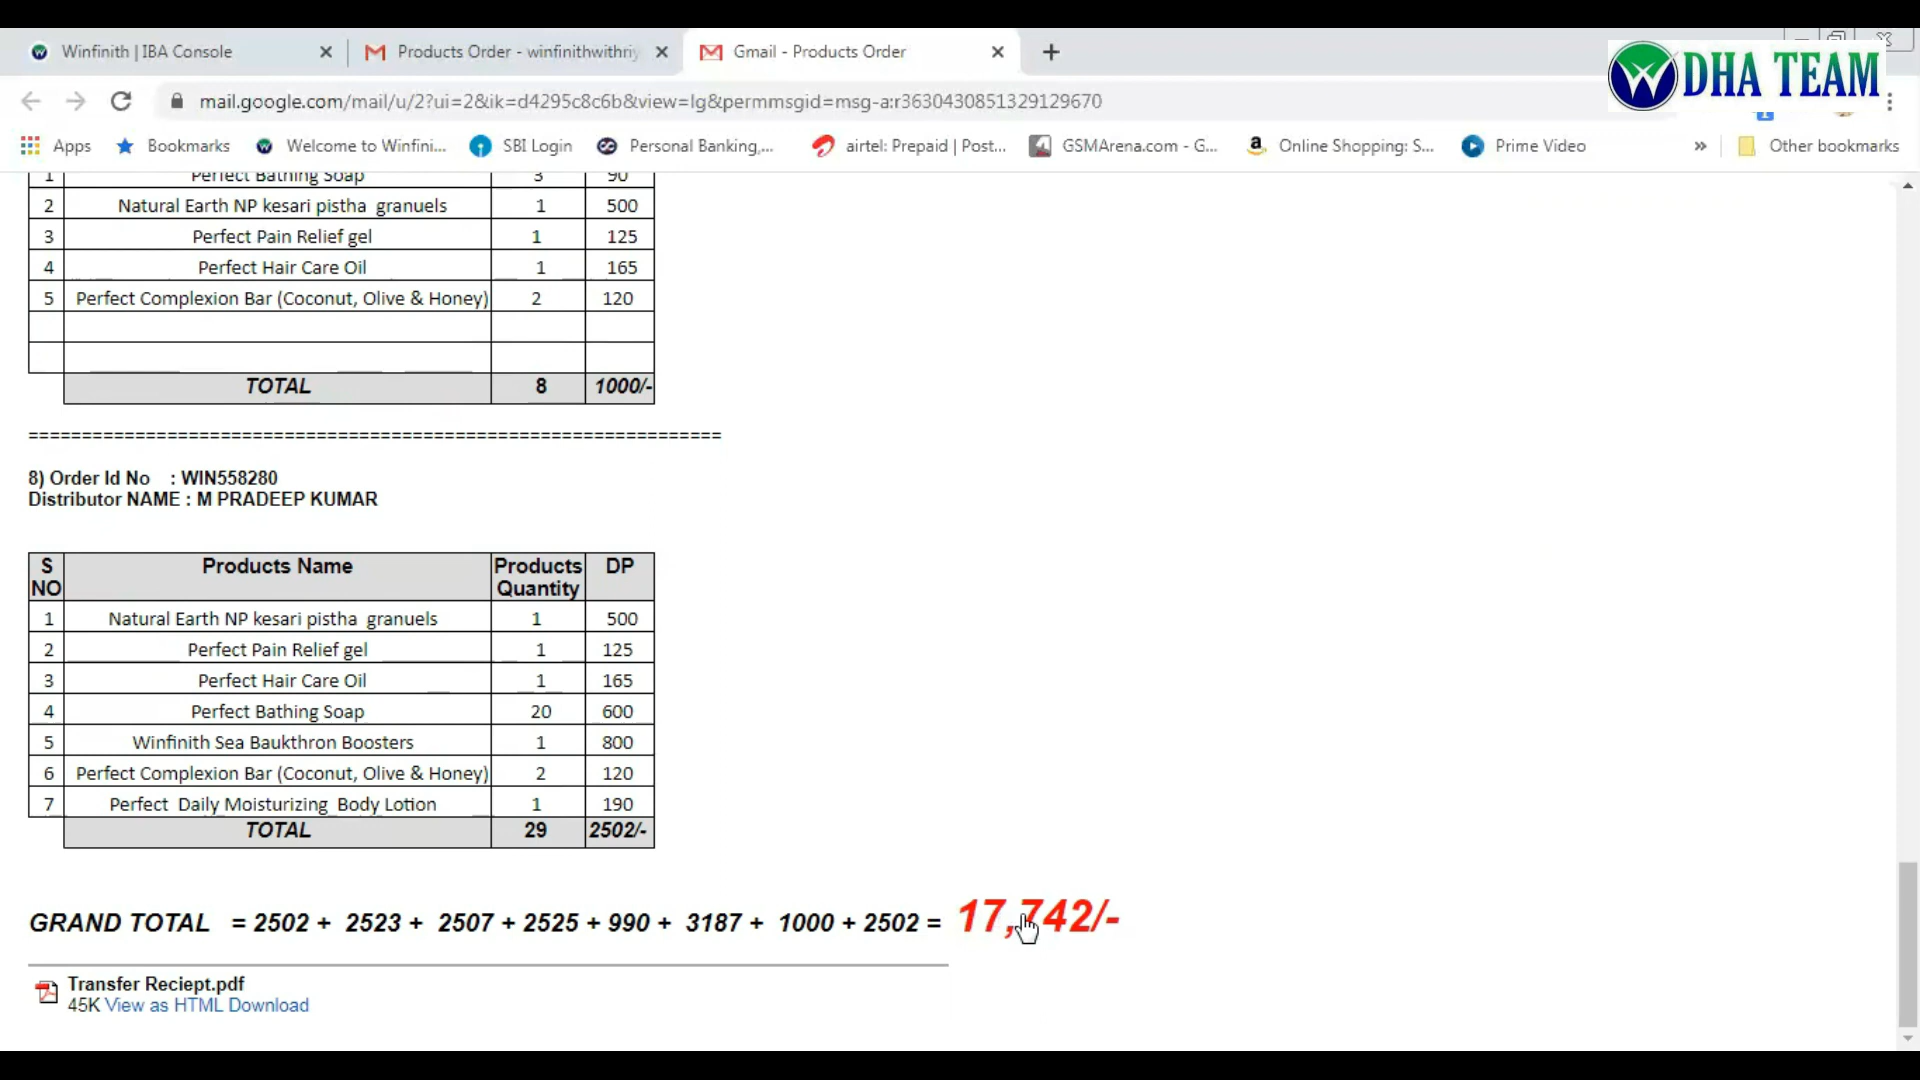 Winfinith | IBA Console
Products Order - winfinithwithriy
Gmail - Products Order
DHA TEAM
mail.google.com/mail/u/2?ui=2&ik=d4295c8c6b&view=lg&permmsgid=msg-a:r3630430851329129670
Apps Bookmarks Welcome to Winfini... SBI Login Personal Banking,... airtel: Prepaid | Post... GSMArena.com - G... Online Shopping: S... Prime Video » Other bookmarks
1 Perfect Bathing Soap 3 90
2 Natural Earth NP kesari pistha granuels 1 500
3 Perfect Pain Relief gel 1 125
4 Perfect Hair Care Oil 1 165
5 Perfect Complexion Bar (Coconut, Olive & Honey) 2 120
TOTAL 8 1000/-
=================================================================
8) Order Id No : WIN558280
Distributor NAME : M PRADEEP KUMAR
S NO Products Name Products Quantity DP
1 Natural Earth NP kesari pistha granuels 1 500
2 Perfect Pain Relief gel 1 125
3 Perfect Hair Care Oil 1 165
4 Perfect Bathing Soap 20 600
5 Winfinith Sea Baukthron Boosters 1 800
6 Perfect Complexion Bar (Coconut, Olive & Honey) 2 120
7 Perfect Daily Moisturizing Body Lotion 1 190
TOTAL 29 2502/-
GRAND TOTAL = 2502 + 2523 + 2507 + 2525 + 990 + 3187 + 1000 + 2502 = 17,742/-
Transfer Reciept.pdf
45K View as HTML Download